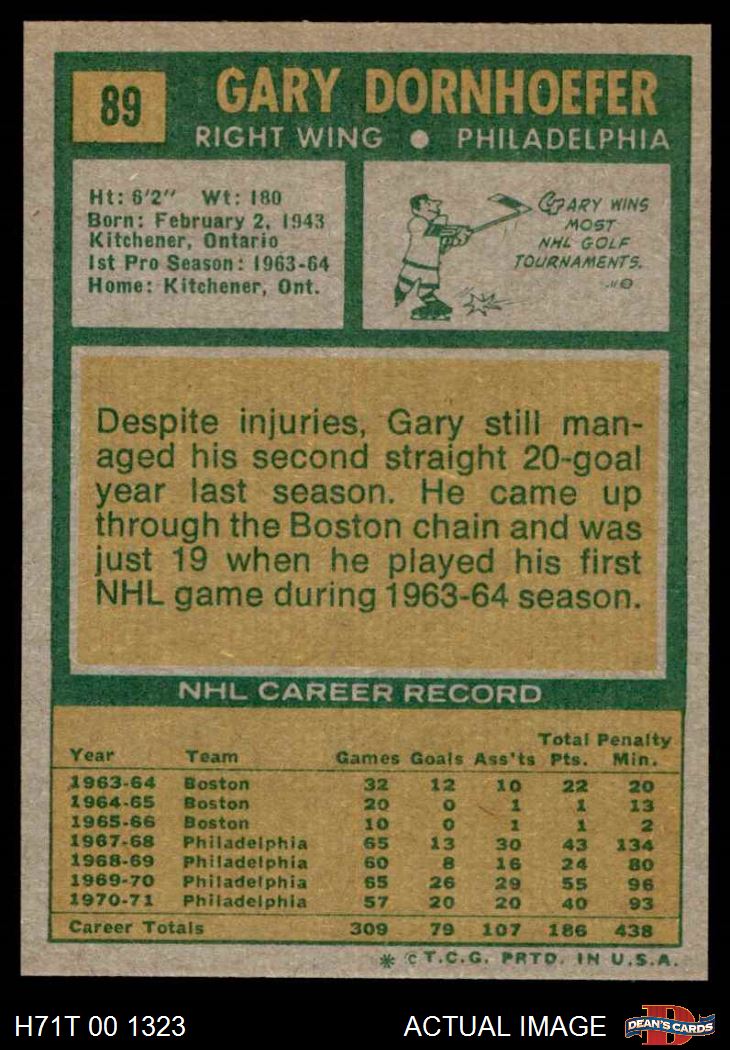 89
GARY DORNHOEFER
RIGHT WING ● PHILADELPHIA
Ht: 6'2" Wt: 180
Born: February 2, 1943
Kitchener, Ontario
1st Pro Season: 1963-64
Home: Kitchener, Ont.
GARY WINS
MOST
NHL GOLF
TOURNAMENTS.
Despite injuries, Gary still man-
aged his second straight 20-goal
year last season. He came up
through the Boston chain and was
just 19 when he played his first
NHL game during 1963-64 season.
NHL CAREER RECORD
Total Penalty
Year Team Games Goals Ass'ts Pts. Min.
1963-64 Boston 32 12 10 22 20
1964-65 Boston 20 0 1 1 13
1965-66 Boston 10 0 1 1 2
1967-68 Philadelphia 65 13 30 43 134
1968-69 Philadelphia 60 8 16 24 80
1969-70 Philadelphia 65 26 29 55 96
1970-71 Philadelphia 57 20 20 40 93
Career Totals 309 79 107 186 438
* © T.C.G. PRTD. IN U.S.A.
H71T 00 1323 ACTUAL IMAGE
D
DEAN'S CARDS